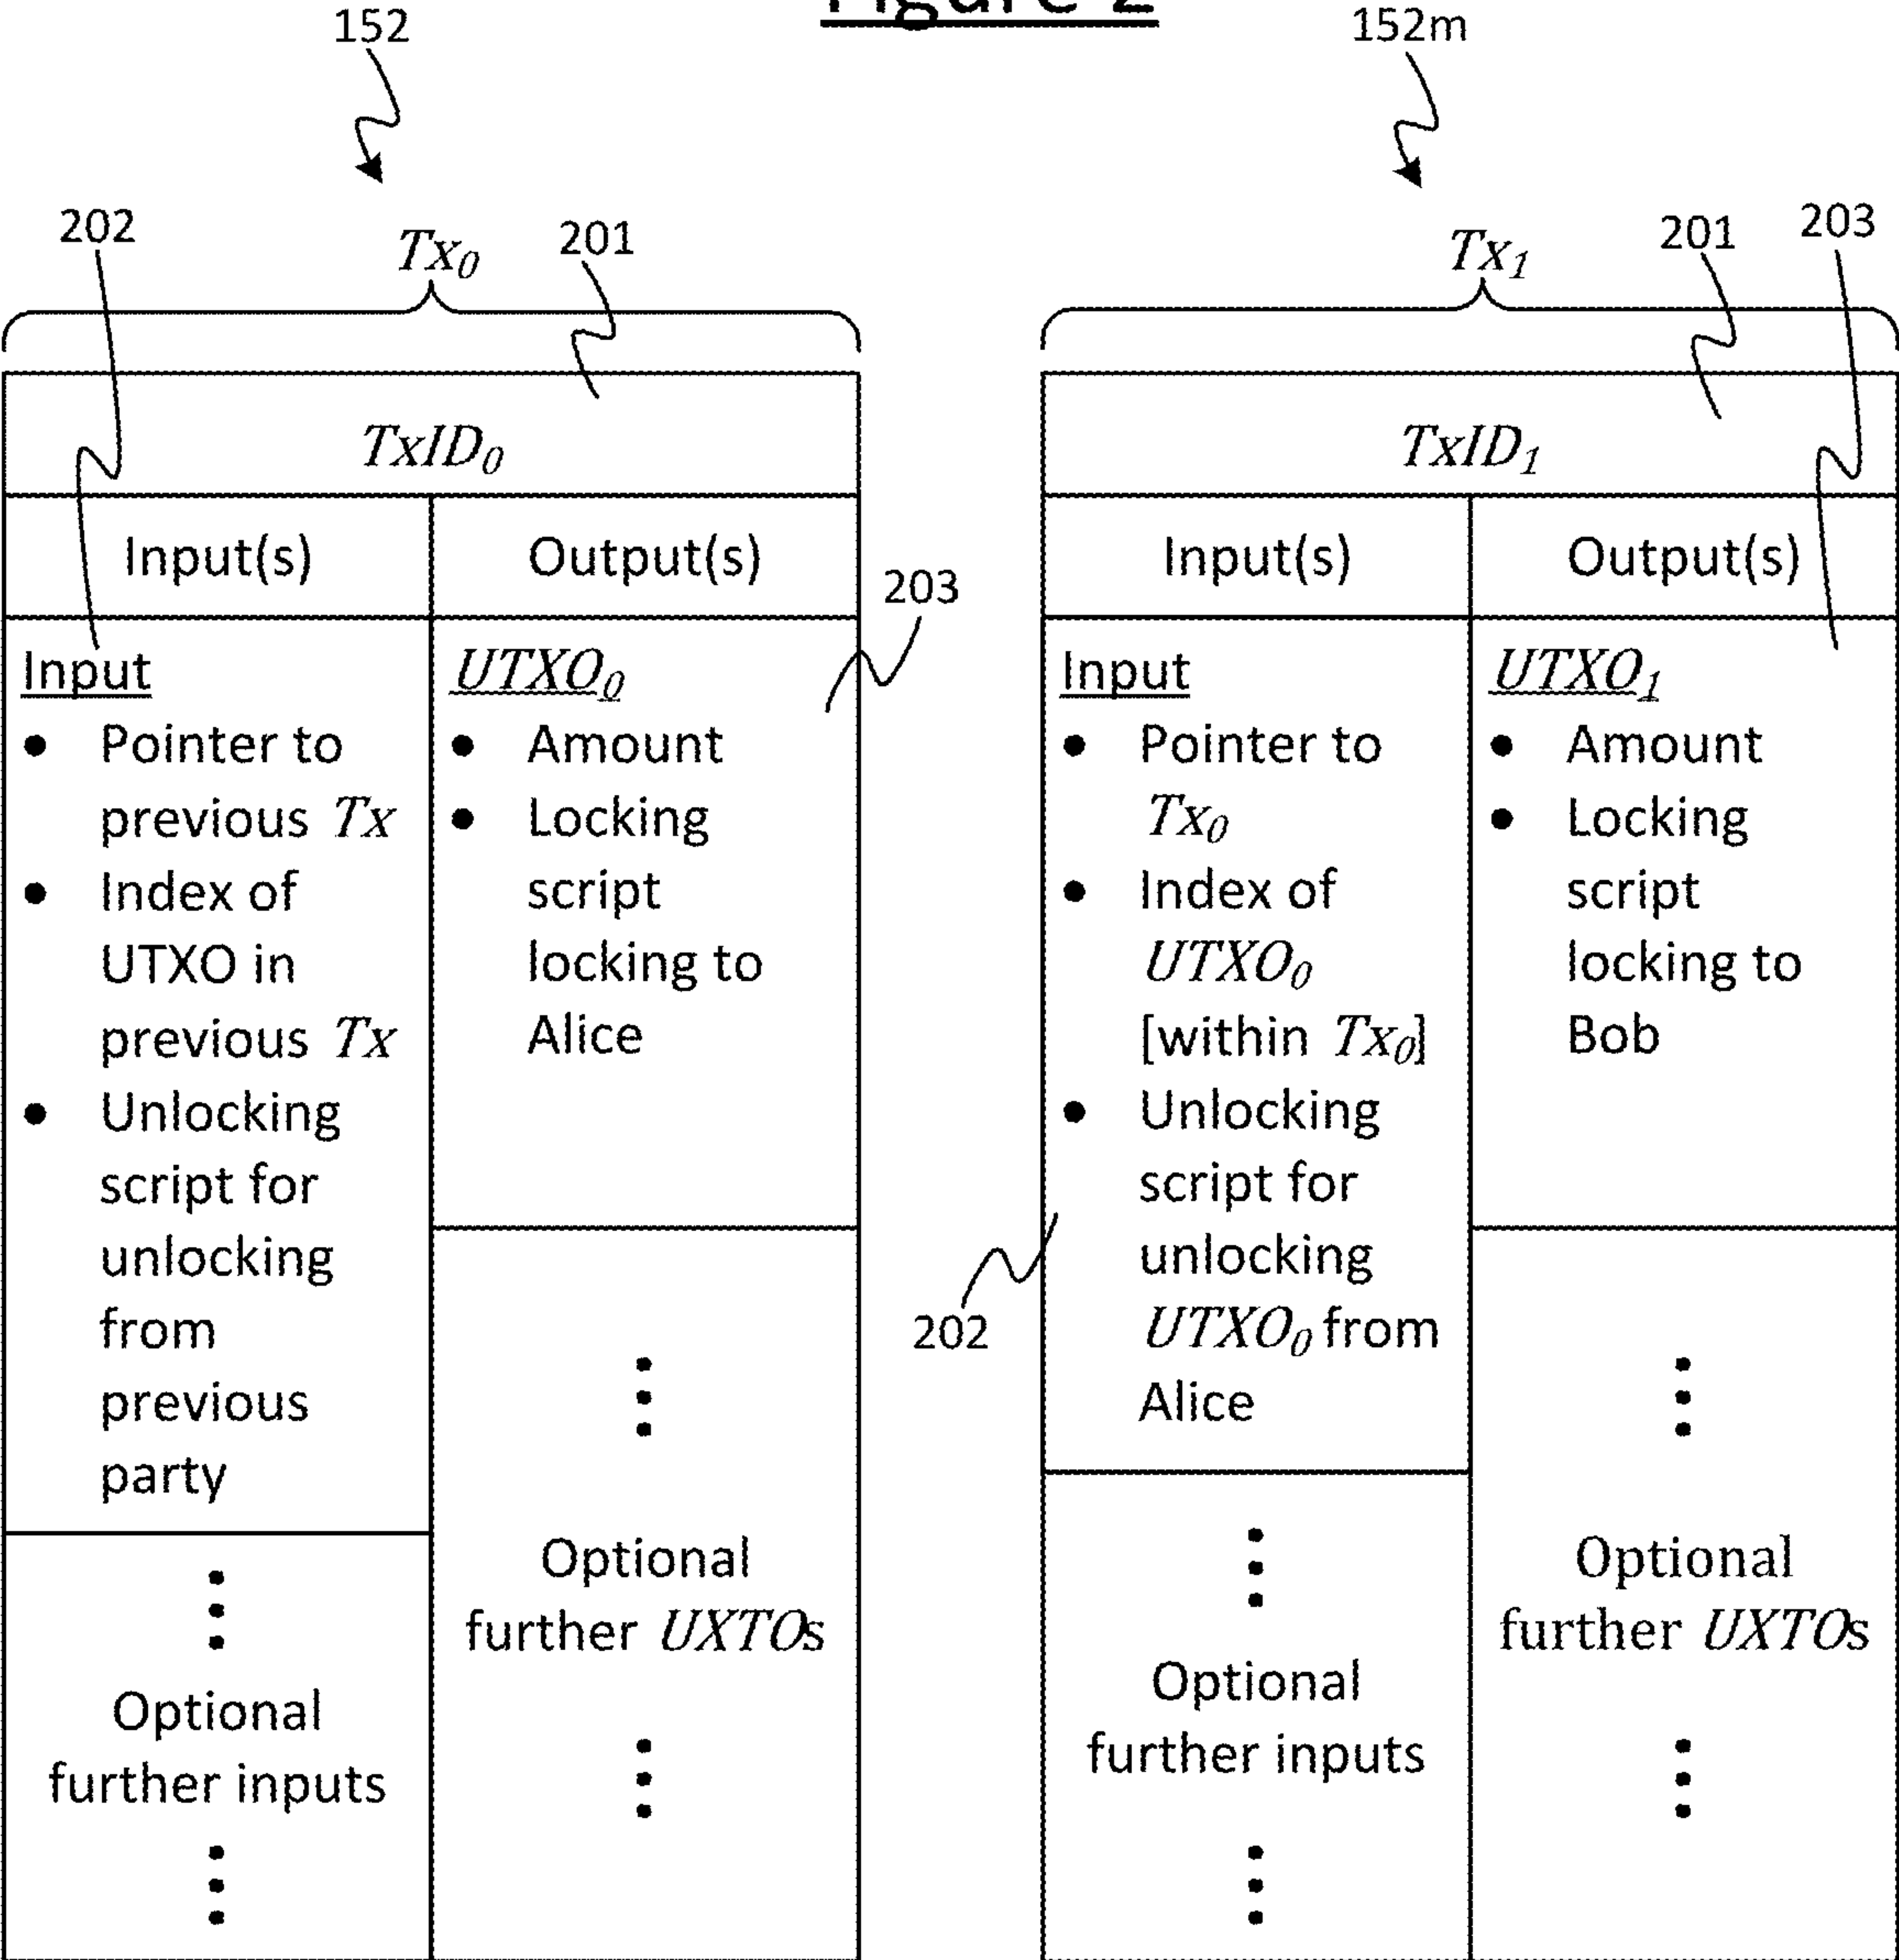 Figure 2
152
152m
202
Tx0
201
Tx1
201
203
TxID0
Input(s)
Output(s)
203
Input
• Pointer to
previous Tx
• Index of
UTXO in
previous Tx
• Unlocking
script for
unlocking
from
previous
party
Optional
further inputs
UTXO0
• Amount
• Locking
script
locking to
Alice
Optional
further UXTOs
TxID1
Input(s)
Output(s)
Input
• Pointer to
Tx0
• Index of
UTXO0
[within Tx0]
• Unlocking
script for
unlocking
UTXO0 from
Alice
202
Optional
further inputs
UTXO1
• Amount
• Locking
script
locking to
Bob
Optional
further UXTOs